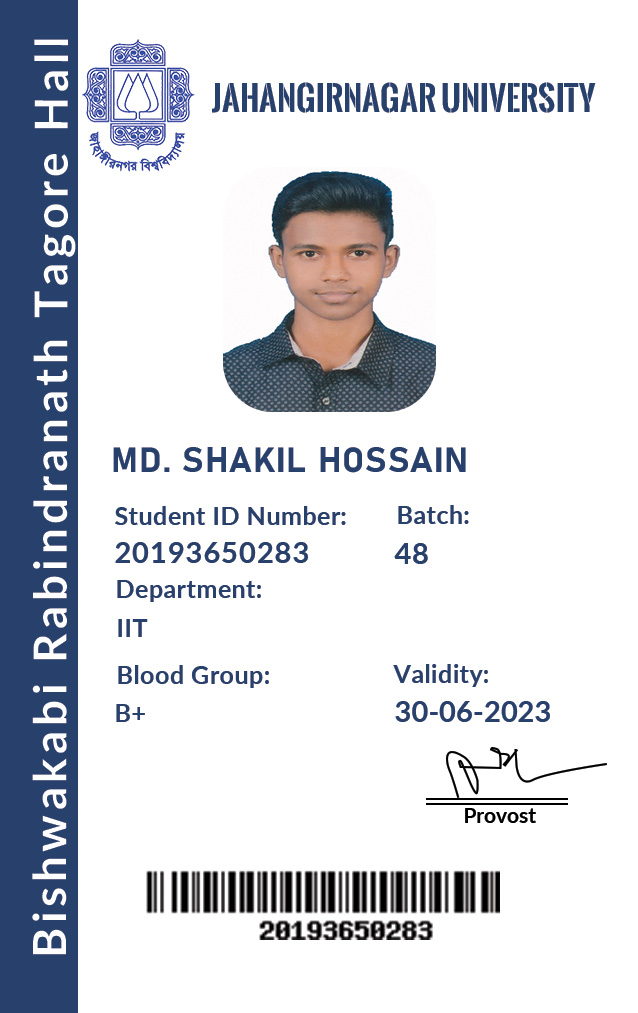 Bishwakabi Rabindranath Tagore Hall
জাহাঙ্গীরনগর বিশ্ববিদ্যালয়
JAHANGIRNAGAR UNIVERSITY
MD. SHAKIL HOSSAIN
Student ID Number:
20193650283
Batch:
48
Department:
IIT
Blood Group:
B+
Validity:
30-06-2023
Provost
20193650283